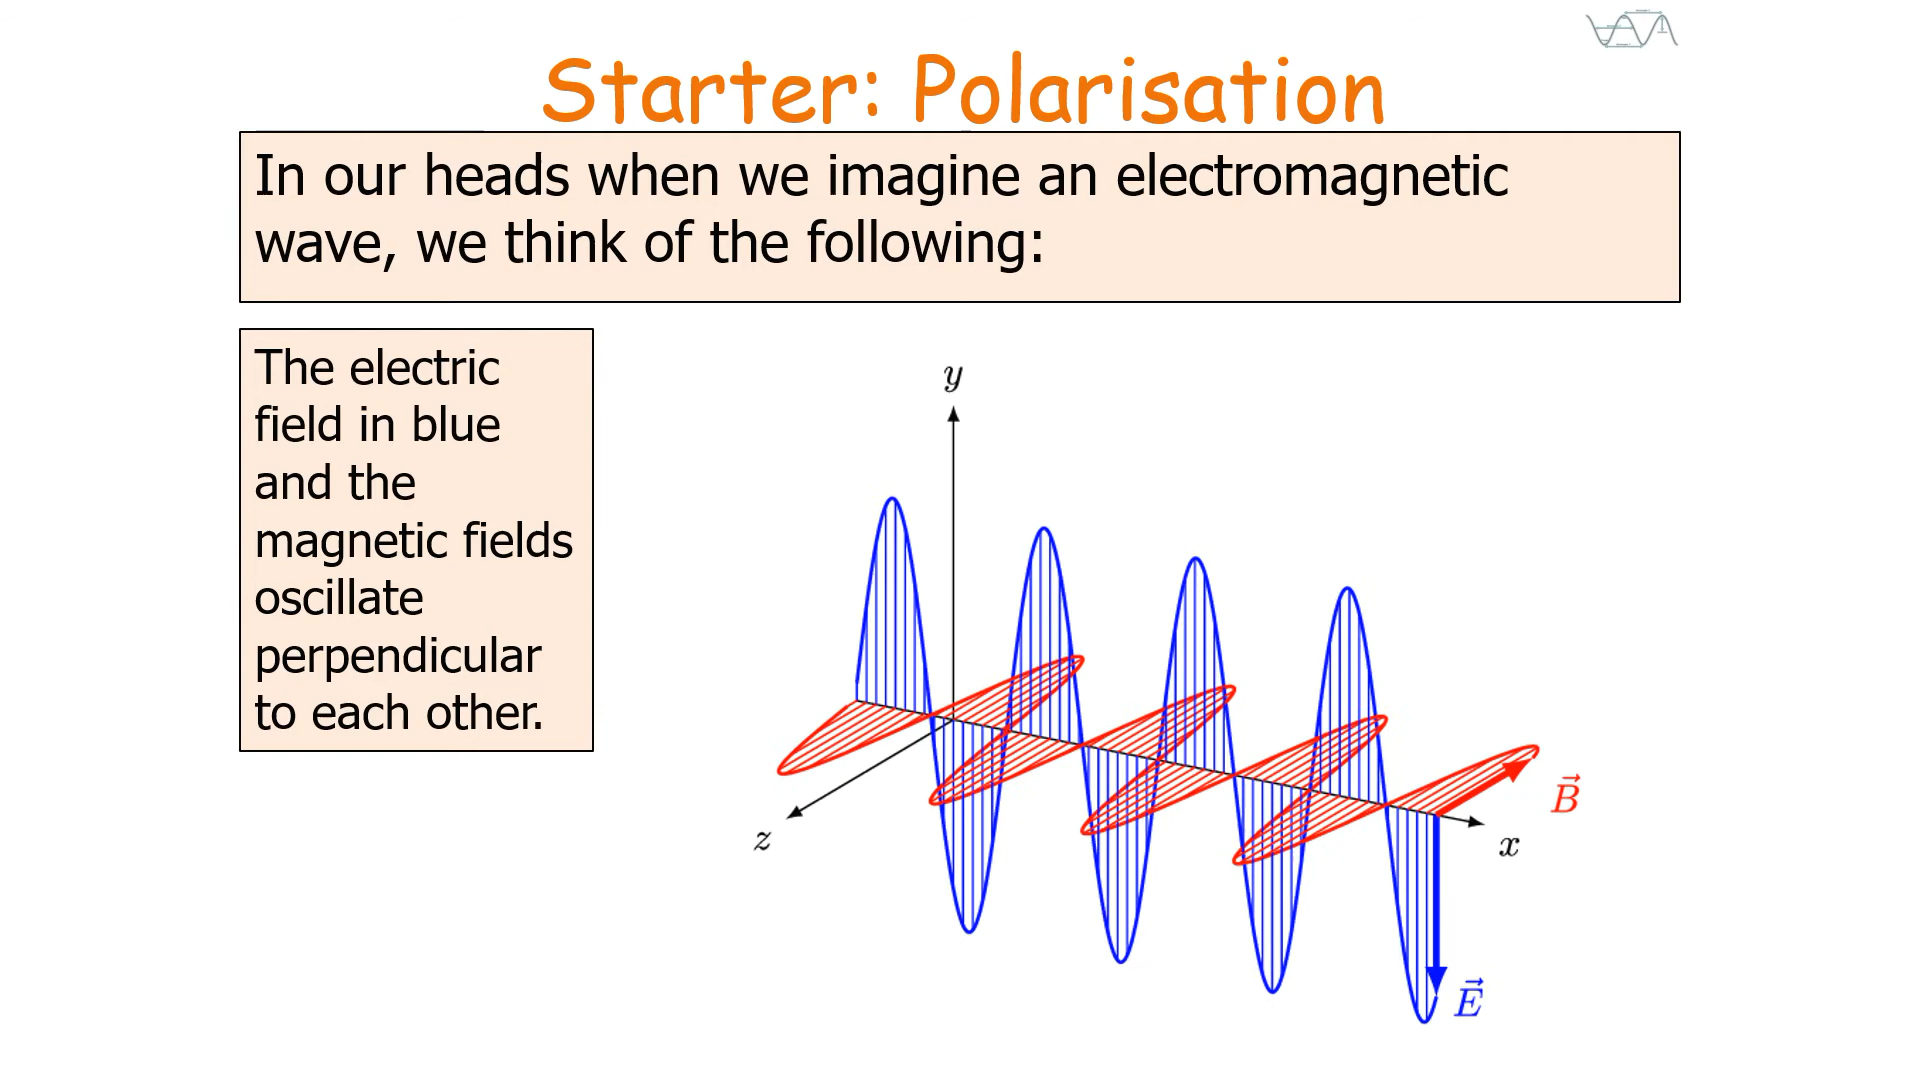 Starter: Polarisation
In our heads when we imagine an electromagnetic
wave, we think of the following:
The electric
field in blue
and the
magnetic fields
oscillate
perpendicular
to each other.
y
z
x
B⃗
E⃗